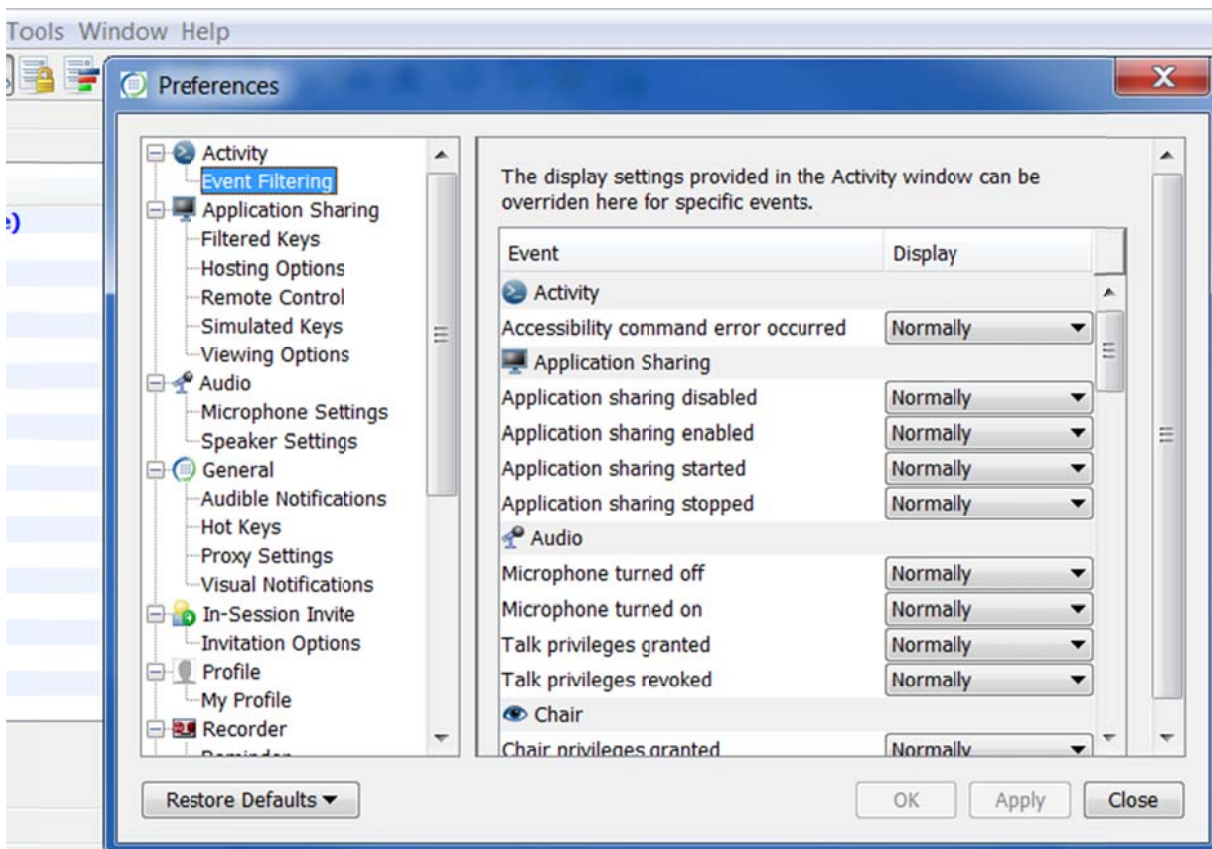 Tools Window Help
Preferences
Activity
Event Filtering
Application Sharing
Filtered Keys
Hosting Options
Remote Control
Simulated Keys
Viewing Options
Audio
Microphone Settings
Speaker Settings
General
Audible Notifications
Hot Keys
Proxy Settings
Visual Notifications
In-Session Invite
Invitation Options
Profile
My Profile
Recorder
The display settings provided in the Activity window can be
overriden here for specific events.
Event Display
Activity
Accessibility command error occurred Normally
Application Sharing
Application sharing disabled Normally
Application sharing enabled Normally
Application sharing started Normally
Application sharing stopped Normally
Audio
Microphone turned off Normally
Microphone turned on Normally
Talk privileges granted Normally
Talk privileges revoked Normally
Chair
Chair privileges granted Normally
Restore Defaults OK Apply Close